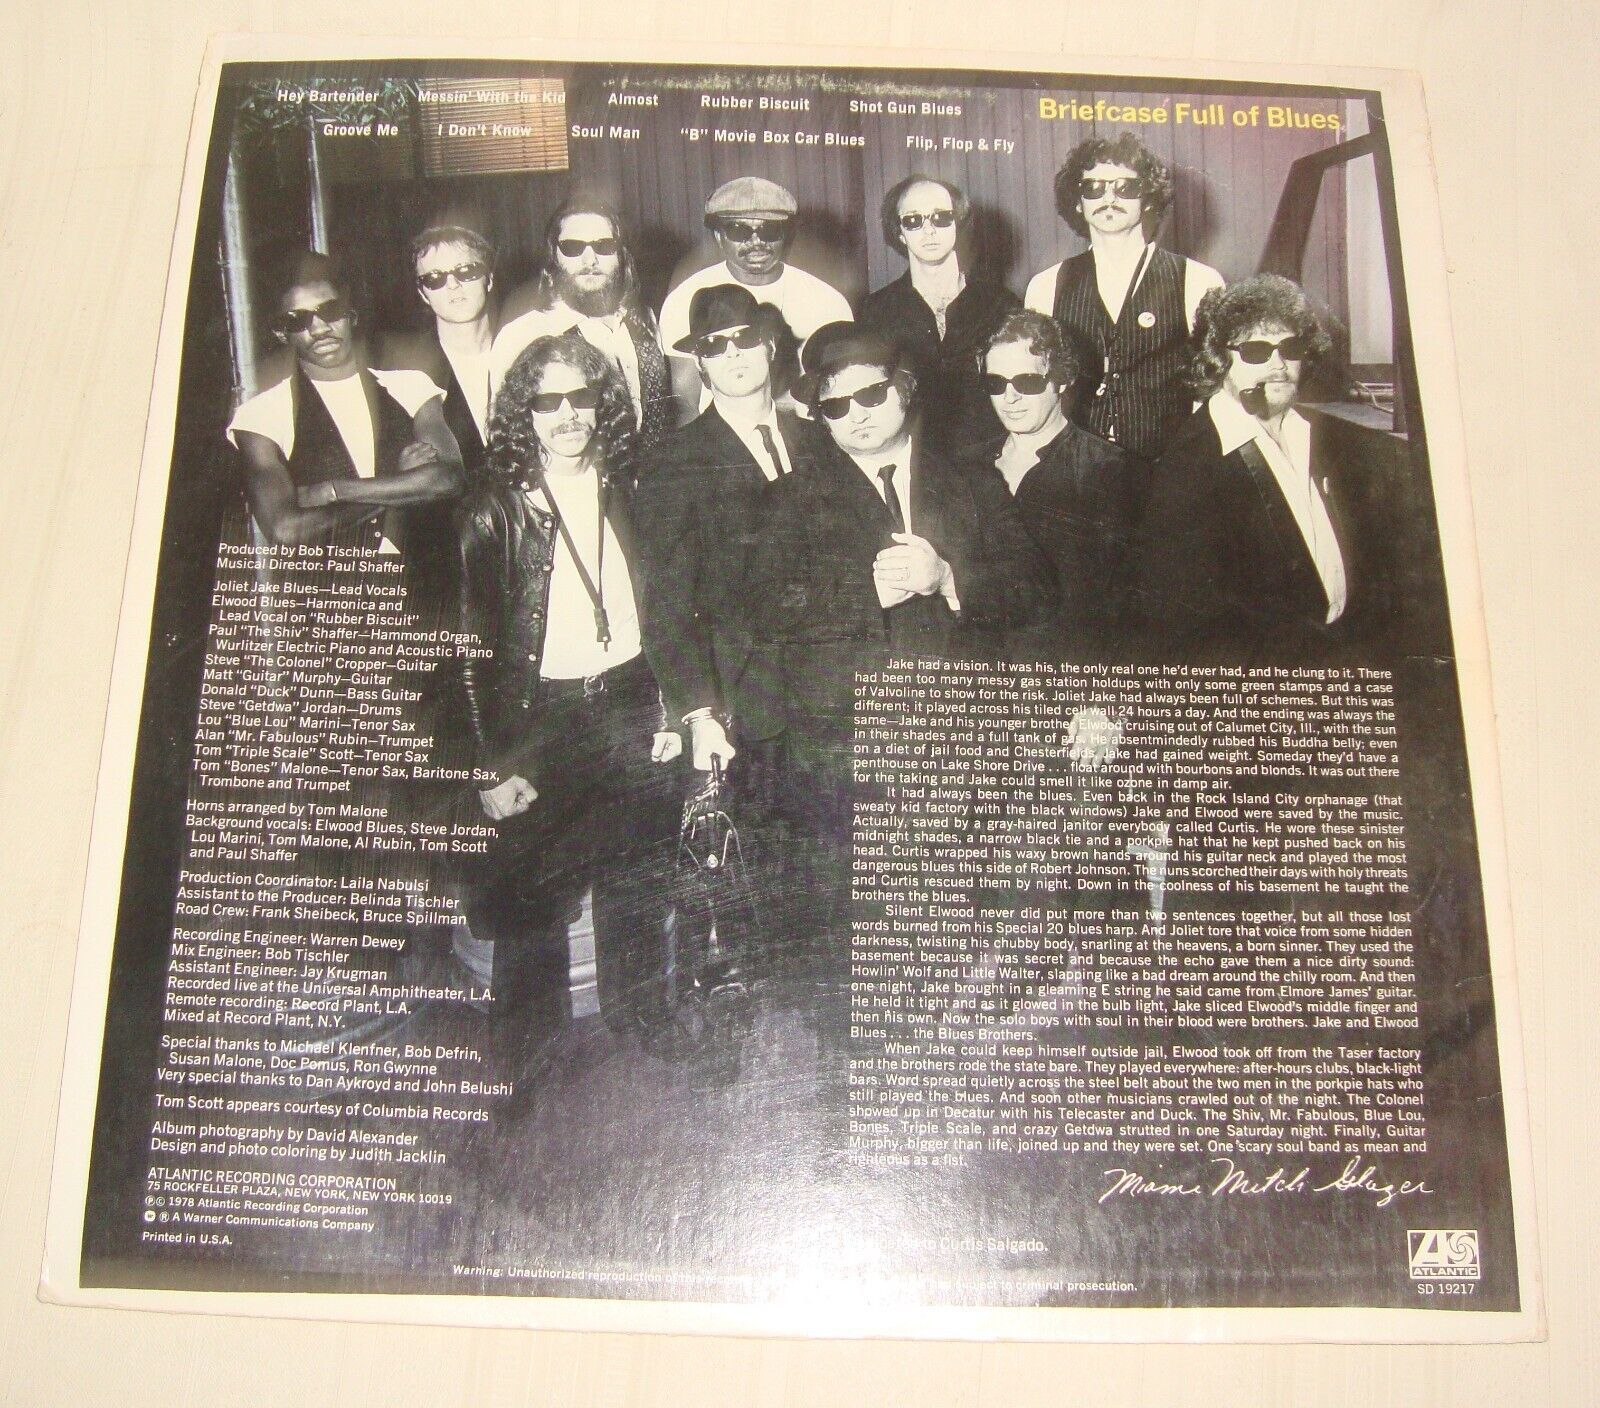 Hey Bartender Messin' With the Kid Almost Rubber Biscuit Shot Gun Blues
Groove Me I Don't Know Soul Man "B" Movie Box Car Blues Flip, Flop & Fly
Briefcase Full of Blues
Produced by Bob Tischler
Musical Director: Paul Shaffer
Joliet Jake Blues—Lead Vocals
Elwood Blues—Harmonica and
Lead Vocal on "Rubber Biscuit"
Paul "The Shiv" Shaffer—Hammond Organ,
Wurlitzer Electric Piano and Acoustic Piano
Steve "The Colonel" Cropper—Guitar
Matt "Guitar" Murphy—Guitar
Donald "Duck" Dunn—Bass Guitar
Steve "Getdwa" Jordan—Drums
Lou "Blue Lou" Marini—Tenor Sax
Alan "Mr. Fabulous" Rubin—Trumpet
Tom "Triple Scale" Scott—Tenor Sax
Tom "Bones" Malone—Tenor Sax, Baritone Sax,
Trombone and Trumpet
Horns arranged by Tom Malone
Background vocals: Elwood Blues, Steve Jordan,
Lou Marini, Tom Malone, Al Rubin, Tom Scott
and Paul Shaffer
Production Coordinator: Laila Nabulsi
Assistant to the Producer: Belinda Tischler
Road Crew: Frank Sheibeck, Bruce Spillman
Recording Engineer: Warren Dewey
Mix Engineer: Bob Tischler
Assistant Engineer: Jay Krugman
Recorded live at the Universal Amphitheater, L.A.
Remote recording: Record Plant, L.A.
Mixed at Record Plant, N.Y.
Special thanks to Michael Klenfner, Bob Defrin,
Susan Malone, Doc Pomus, Ron Gwynne
Very special thanks to Dan Aykroyd and John Belushi
Tom Scott appears courtesy of Columbia Records
Album photography by David Alexander
Design and photo coloring by Judith Jacklin
ATLANTIC RECORDING CORPORATION
75 ROCKFELLER PLAZA, NEW YORK, NEW YORK 10019
℗© 1978 Atlantic Recording Corporation
® A Warner Communications Company
Printed in U.S.A.
Jake had a vision. It was his, the only real one he'd ever had, and he clung to it. There
had been too many messy gas station holdups with only some green stamps and a case
of Valvoline to show for the risk. Joliet Jake had always been full of schemes. But this was
different; it played across his tiled cell wall 24 hours a day. And the ending was always the
same—Jake and his younger brother Elwood cruising out of Calumet City, Ill., with the sun
in their shades and a full tank of gas. He absentmindedly rubbed his Buddha belly; even
on a diet of jail food and Chesterfields, Jake had gained weight. Someday they'd have a
penthouse on Lake Shore Drive . . . float around with bourbons and blonds. It was out there
for the taking and Jake could smell it like ozone in damp air.
It had always been the blues. Even back in the Rock Island City orphanage (that
sweaty kid factory with the black windows) Jake and Elwood were saved by the music.
Actually, saved by a gray-haired janitor everybody called Curtis. He wore these sinister
midnight shades, a narrow black tie and a porkpie hat that he kept pushed back on his
head. Curtis wrapped his waxy brown hands around his guitar neck and played the most
dangerous blues this side of Robert Johnson. The nuns scorched their days with holy threats
and Curtis rescued them by night. Down in the coolness of his basement he taught the
brothers the blues.
Silent Elwood never did put more than two sentences together, but all those lost
words burned from his Special 20 blues harp. And Joliet tore that voice from some hidden
darkness, twisting his chubby body, snarling at the heavens, a born sinner. They used the
basement because it was secret and because the echo gave them a nice dirty sound:
Howlin' Wolf and Little Walter, slapping like a bad dream around the chilly room. And then
one night, Jake brought in a gleaming E string he said came from Elmore James' guitar.
He held it tight and as it glowed in the bulb light, Jake sliced Elwood's middle finger and
then his own. Now the solo boys with soul in their blood were brothers. Jake and Elwood
Blues . . . the Blues Brothers.
When Jake could keep himself outside jail, Elwood took off from the Taser factory
and the brothers rode the state bare. They played everywhere: after-hours clubs, black-light
bars. Word spread quietly across the steel belt about the two men in the porkpie hats who
still played the blues. And soon other musicians crawled out of the night. The Colonel
showed up in Decatur with his Telecaster and Duck. The Shiv, Mr. Fabulous, Blue Lou,
Bones, Triple Scale, and crazy Getdwa strutted in one Saturday night. Finally, Guitar
Murphy, bigger than life, joined up and they were set. One scary soul band as mean and
righteous as a fist.
Miami Mitch Glazer
to Curtis Salgado.
Warning: Unauthorized reproduction of this subject to criminal prosecution.
ATLANTIC
SD 19217